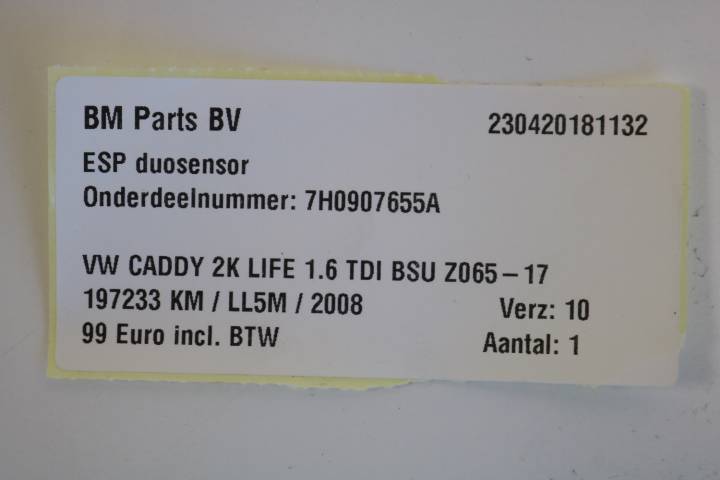 BM Parts BV 230420181132
ESP duosensor
Onderdeelnummer: 7H0907655A
VW CADDY 2K LIFE 1.6 TDI BSU Z065-17
197233 KM / LL5M / 2008 Verz: 10
99 Euro incl. BTW Aantal: 1